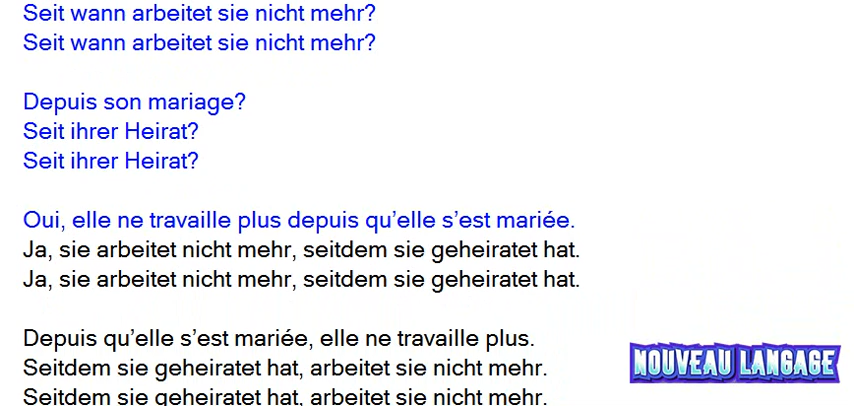 Seit wann arbeitet sie nicht mehr?
Seit wann arbeitet sie nicht mehr?
Depuis son mariage?
Seit ihrer Heirat?
Seit ihrer Heirat?
Oui, elle ne travaille plus depuis qu’elle s’est mariée.
Ja, sie arbeitet nicht mehr, seitdem sie geheiratet hat.
Ja, sie arbeitet nicht mehr, seitdem sie geheiratet hat.
Depuis qu’elle s’est mariée, elle ne travaille plus.
Seitdem sie geheiratet hat, arbeitet sie nicht mehr.
Seitdem sie geheiratet hat, arbeitet sie nicht mehr.
NOUVEAU LANGAGE